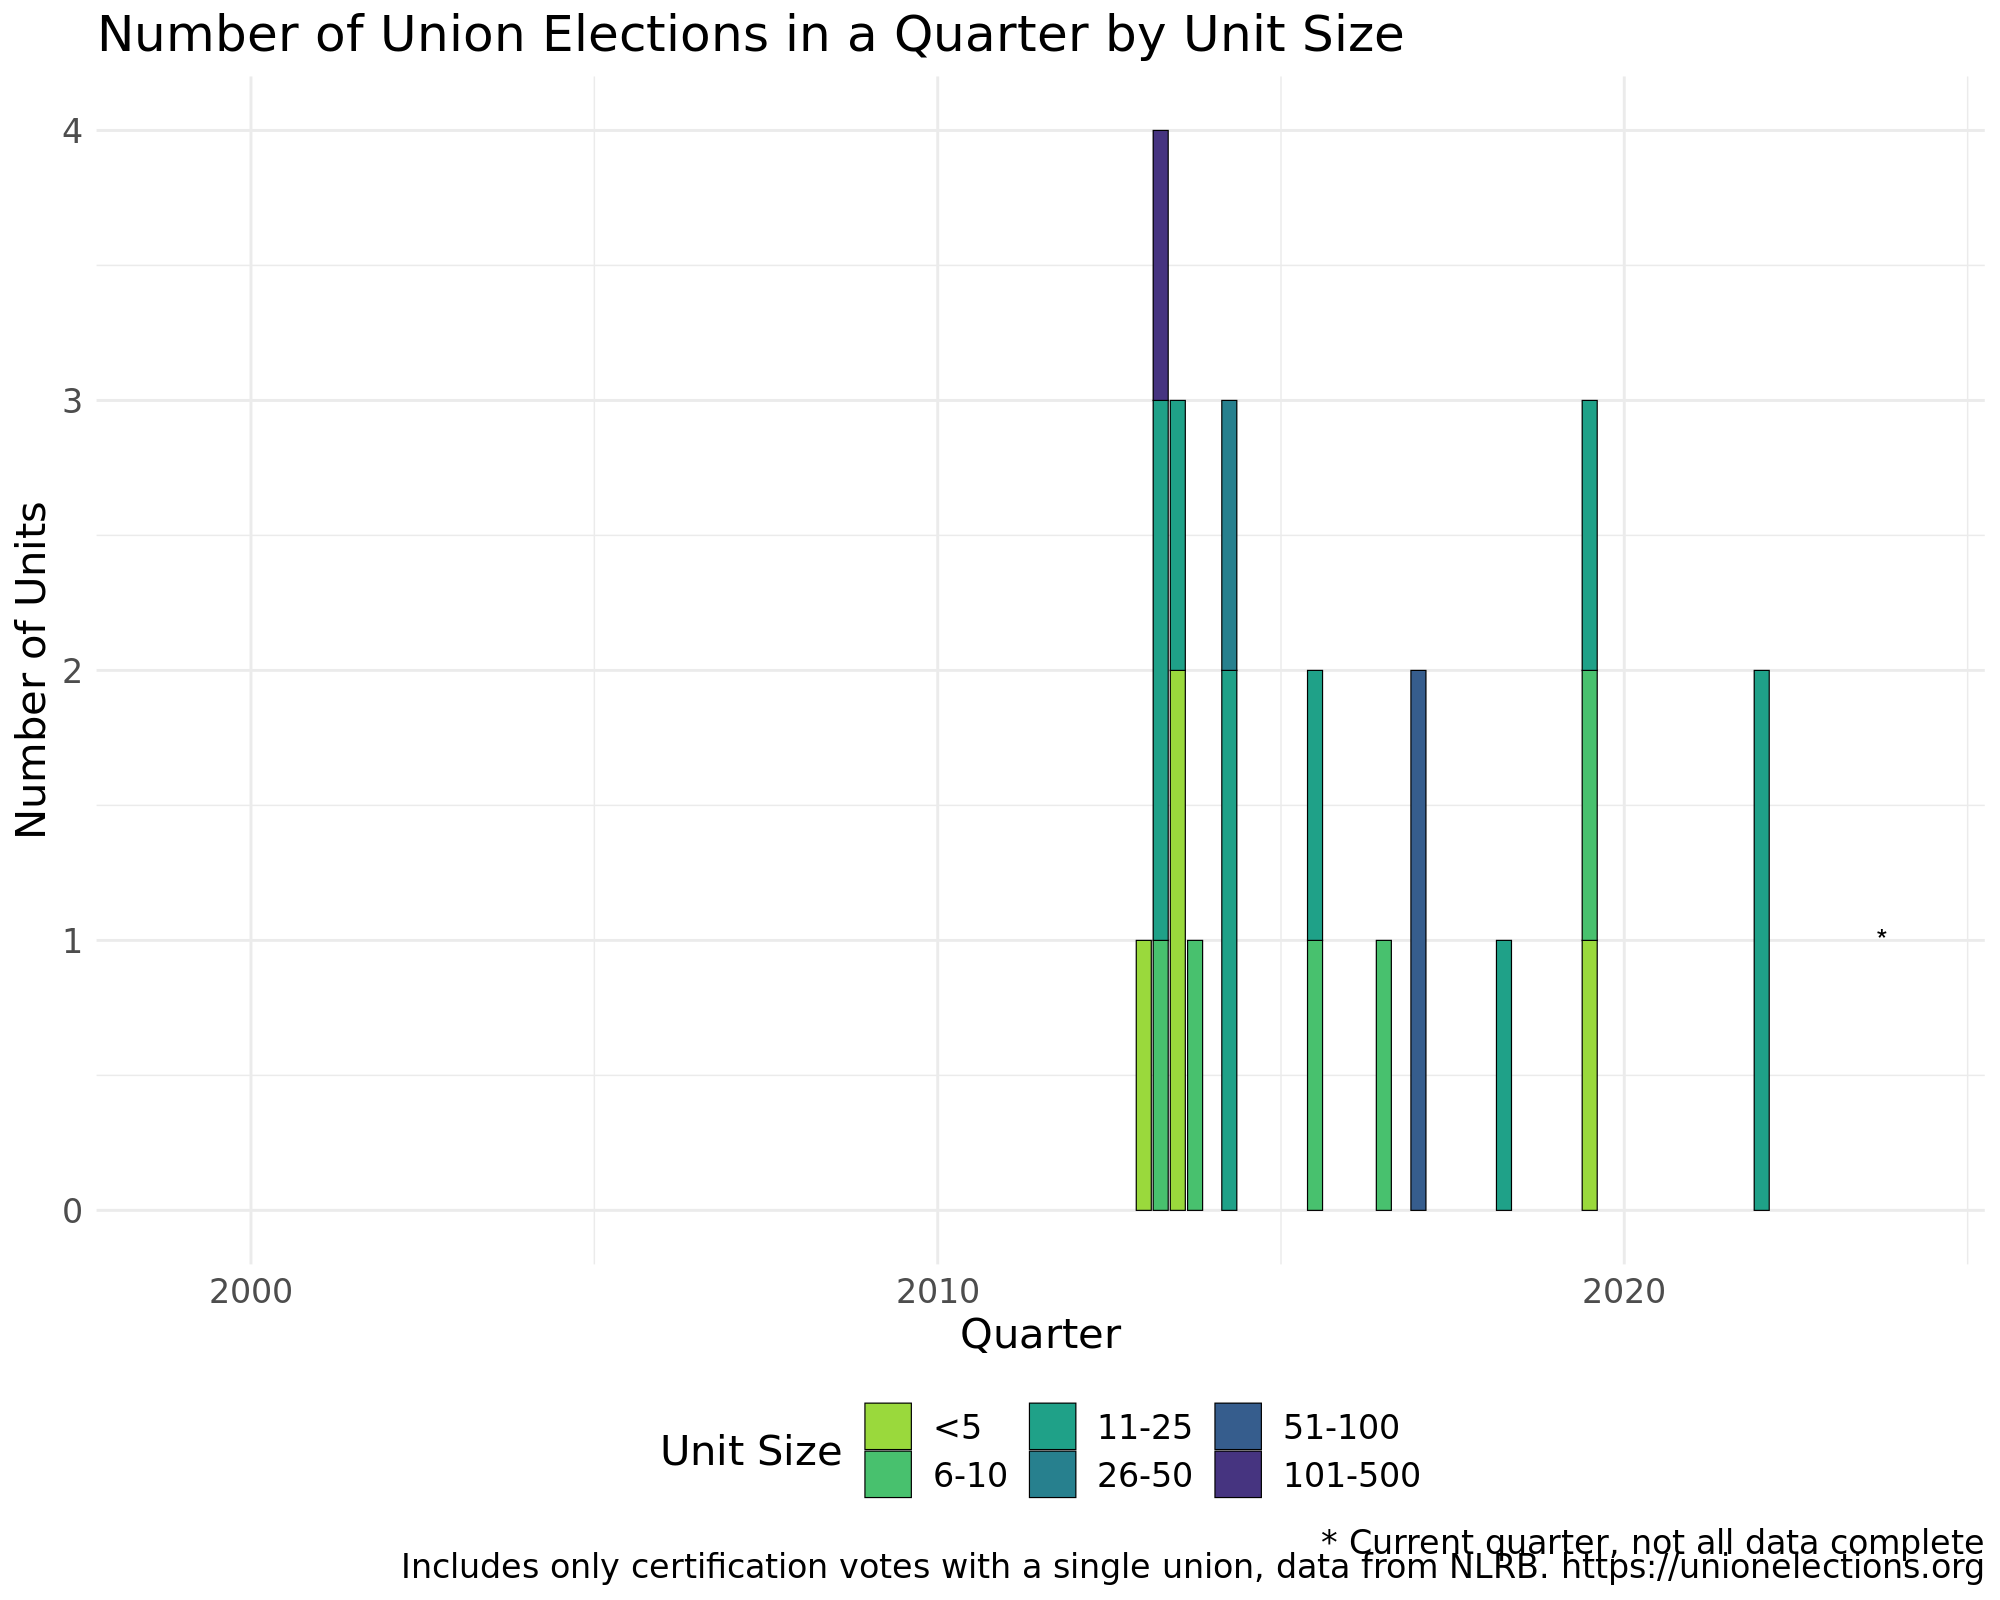 Number of Union Elections in a Quarter by Unit Size
4
3
2
1
0
Number of Units
*
2000 2010 2020
Quarter
Unit Size
<5 11-25 51-100
6-10 26-50 101-500
* Current quarter, not all data complete
Includes only certification votes with a single union, data from NLRB. https://unionelections.org